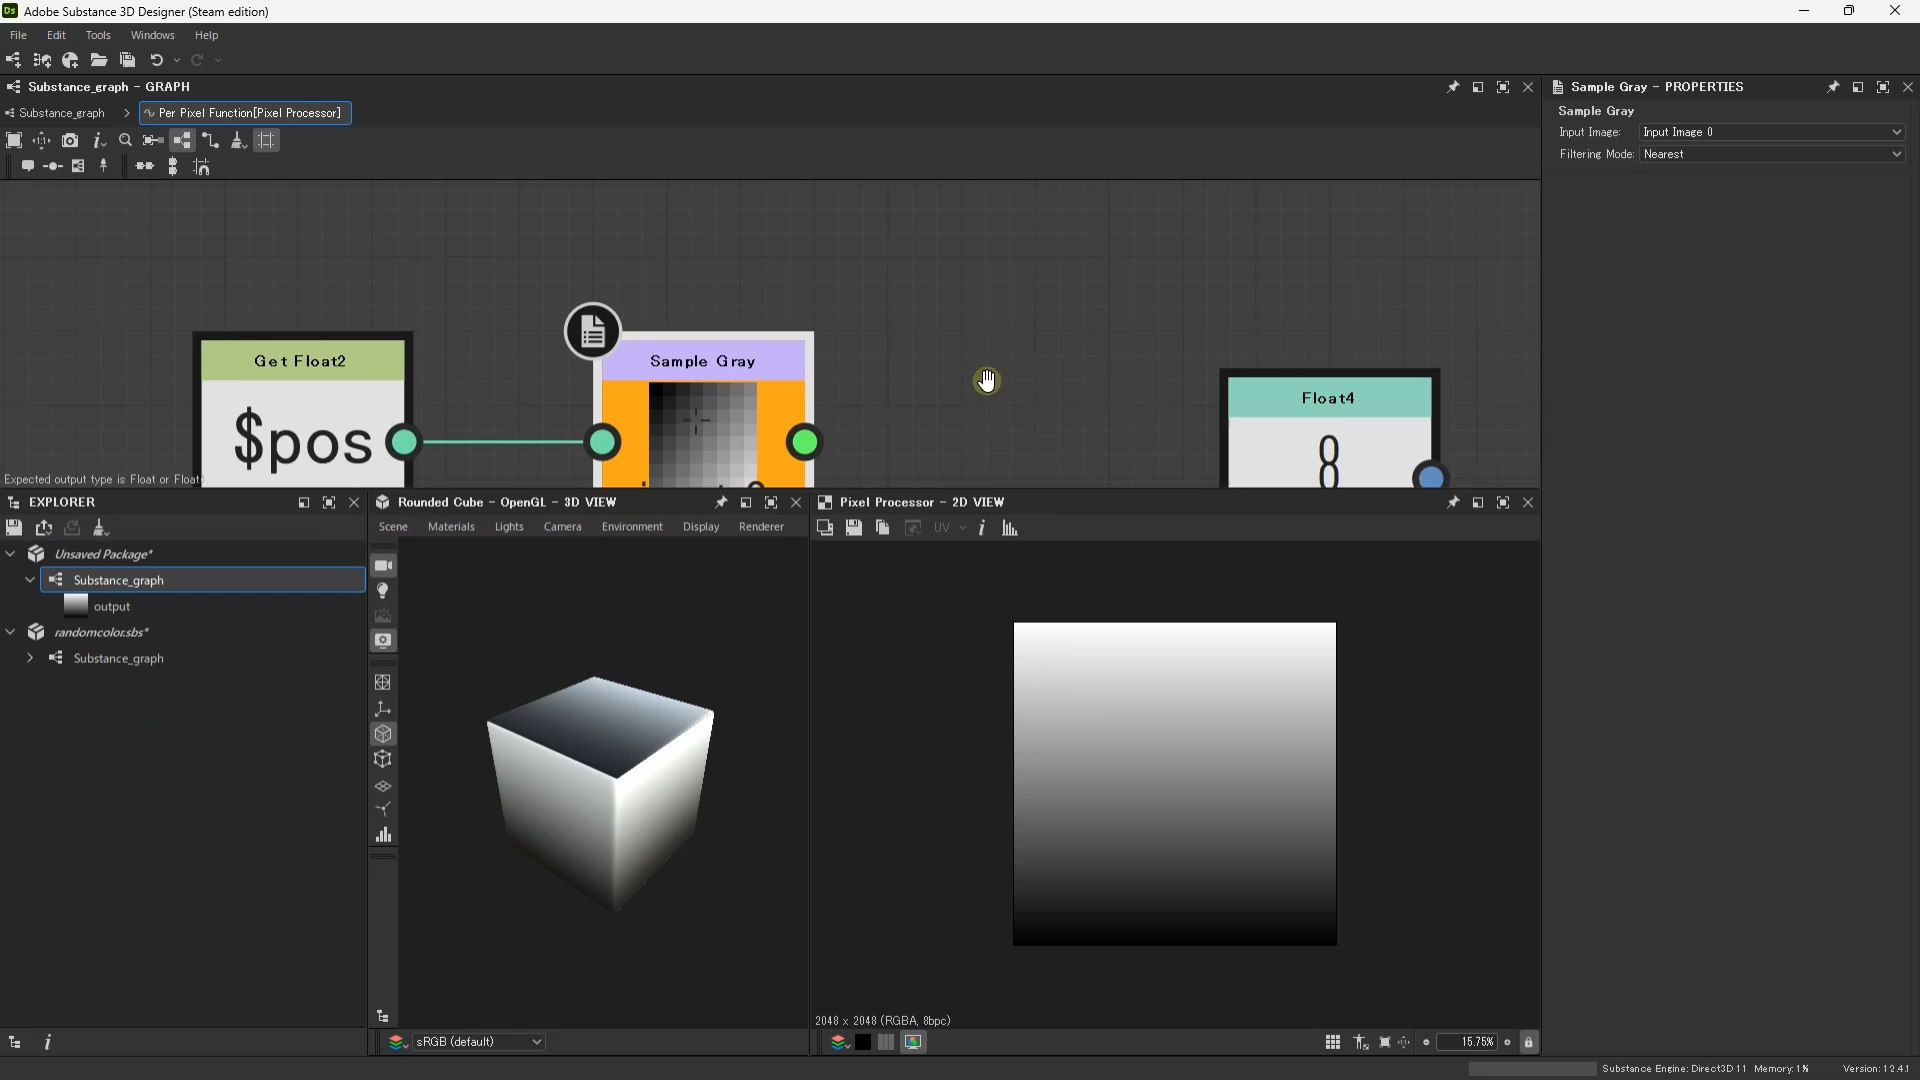 Ds Adobe Substance 3D Designer (Steam edition)
File Edit Tools Windows Help
Substance_graph - GRAPH
Substance_graph > Per Pixel Function[Pixel Processor]
Get Float2
$pos
Sample Gray
Float4
8
Expected output type is Float or Float
Sample Gray - PROPERTIES
Sample Gray
Input Image: Input Image 0
Filtering Mode: Nearest
EXPLORER
Unsaved Package*
Substance_graph
output
randomcolor.sbs*
Substance_graph
Rounded Cube - OpenGL - 3D VIEW
Scene Materials Lights Camera Environment Display Renderer
sRGB (default)
Pixel Processor - 2D VIEW
UV
2048 x 2048 (RGBA, 8bpc)
15.75%
Substance Engine: Direct3D 11 Memory: 1% Version: 12.4.1